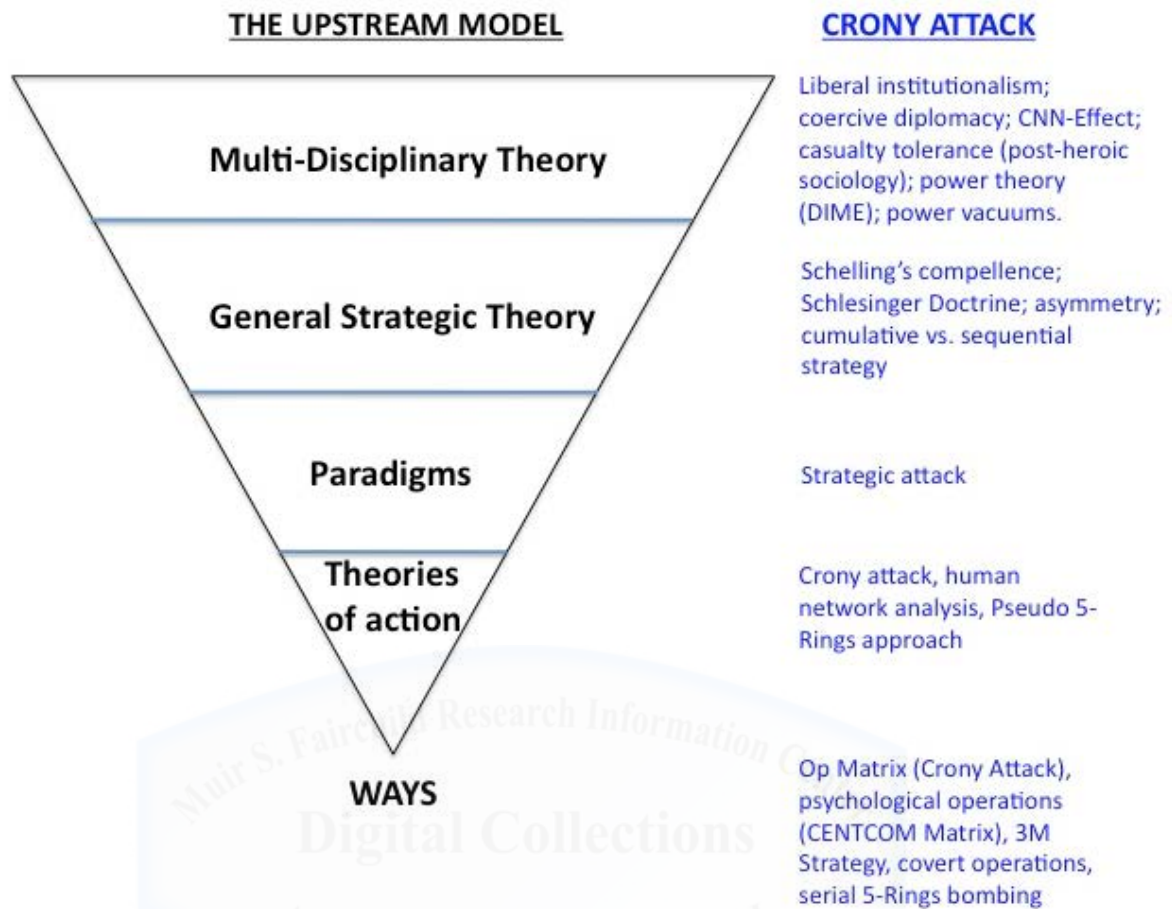 THE UPSTREAM MODEL
CRONY ATTACK
Multi-Disciplinary Theory
Liberal institutionalism;
coercive diplomacy; CNN-Effect;
casualty tolerance (post-heroic
sociology); power theory
(DIME); power vacuums.
General Strategic Theory
Schelling's compellence;
Schlesinger Doctrine; asymmetry;
cumulative vs. sequential
strategy
Paradigms
Strategic attack
Theories
of action
Crony attack, human
network analysis, Pseudo 5-
Rings approach
WAYS
Op Matrix (Crony Attack),
psychological operations
(CENTCOM Matrix), 3M
Strategy, covert operations,
serial 5-Rings bombing
Muir S. Fairchild Research Information
Digital Collections